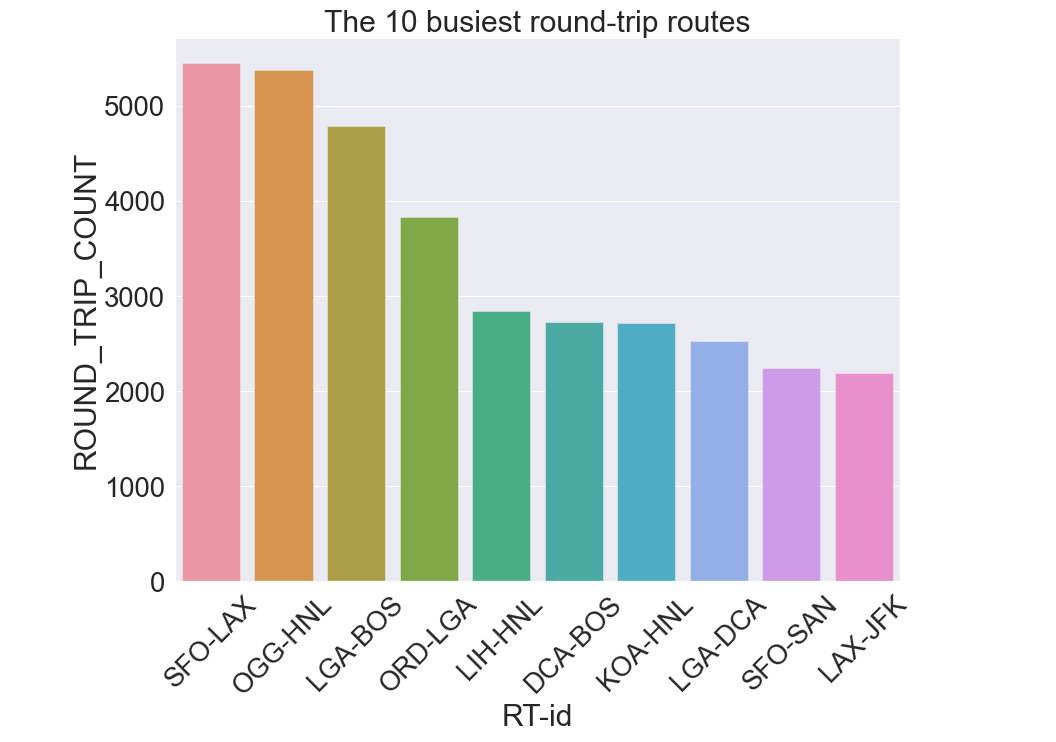 The 10 busiest round-trip routes
ROUND_TRIP_COUNT
5000
4000
3000
2000
1000
0
SFO-LAX
OGG-HNL
LGA-BOS
ORD-LGA
LIH-HNL
DCA-BOS
KOA-HNL
LGA-DCA
SFO-SAN
LAX-JFK
RT-id